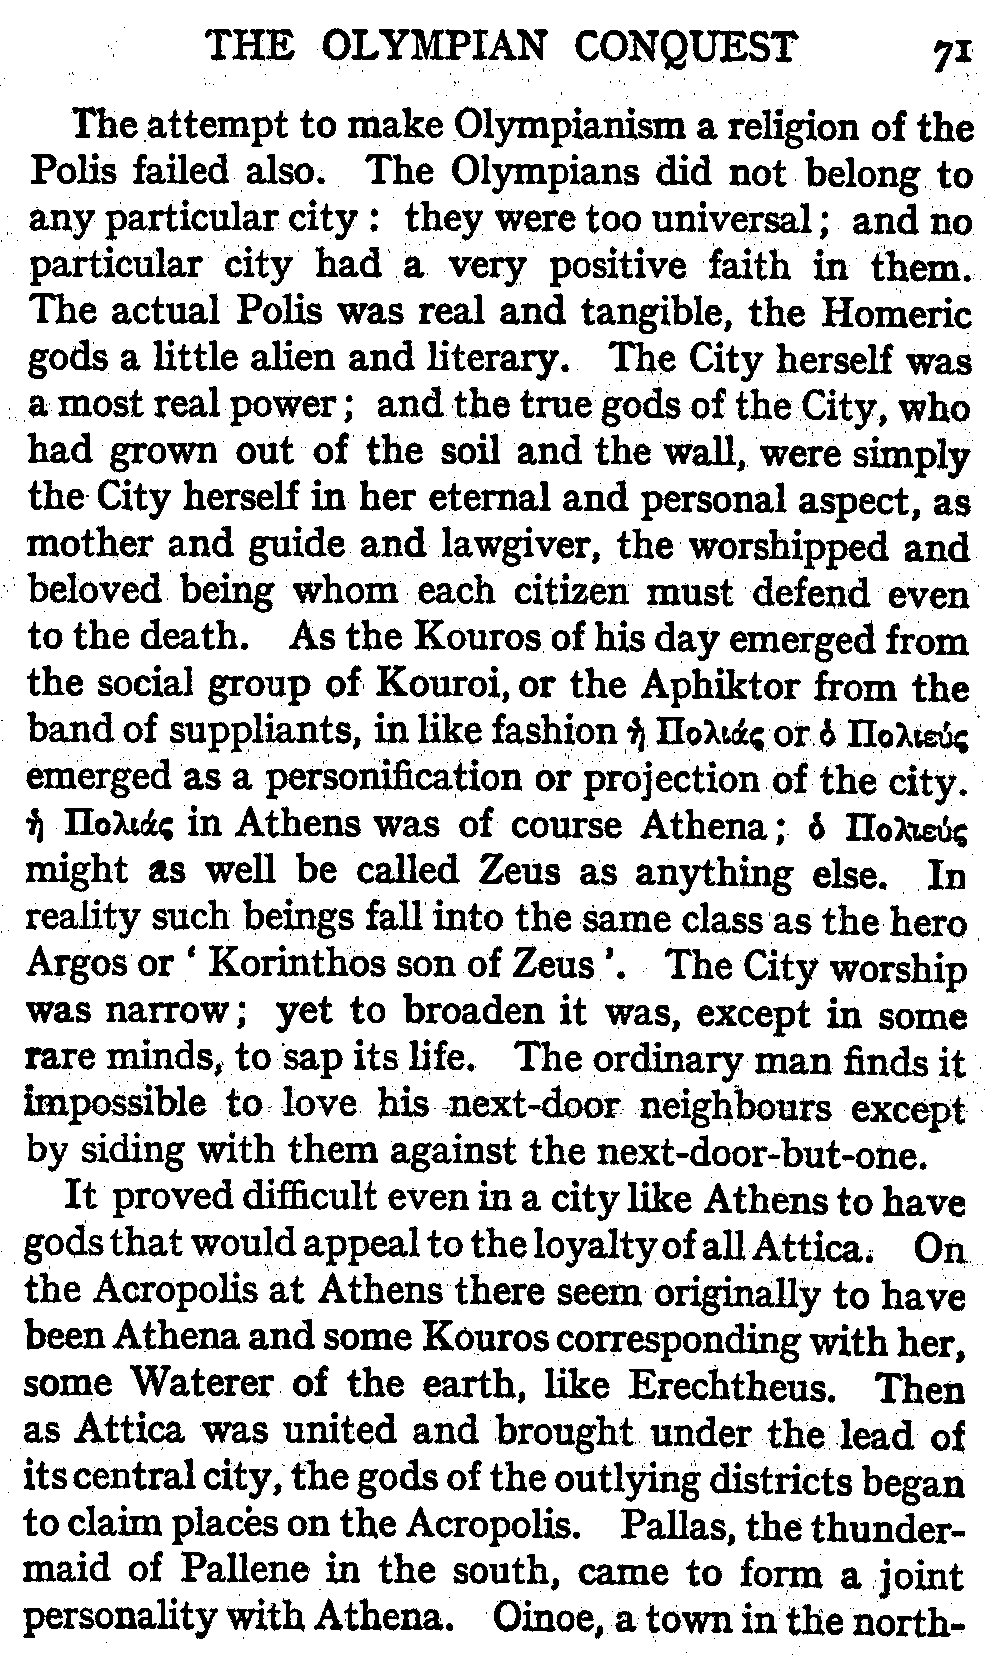 THE OLYMPIAN CONQUEST 71
The attempt to make Olympianism a religion of the
Polis failed also. The Olympians did not belong to
any particular city : they were too universal ; and no
particular city had a very positive faith in them.
The actual Polis was real and tangible, the Homeric
gods a little alien and literary. The City herself was
a most real power ; and the true gods of the City, who
had grown out of the soil and the wall, were simply
the City herself in her eternal and personal aspect, as
mother and guide and lawgiver, the worshipped and
beloved being whom each citizen must defend even
to the death. As the Kouros of his day emerged from
the social group of Kouroi, or the Aphiktor from the
band of suppliants, in like fashion ἡ Πολιάς or ὁ Πολιεύς
emerged as a personification or projection of the city.
ἡ Πολιάς in Athens was of course Athena ; ὁ Πολιεύς
might as well be called Zeus as anything else. In
reality such beings fall into the same class as the hero
Argos or ‘ Korinthos son of Zeus ’. The City worship
was narrow ; yet to broaden it was, except in some
rare minds, to sap its life. The ordinary man finds it
impossible to love his next-door neighbours except
by siding with them against the next-door-but-one.
It proved difficult even in a city like Athens to have
gods that would appeal to the loyalty of all Attica. On
the Acropolis at Athens there seem originally to have
been Athena and some Kouros corresponding with her,
some Waterer of the earth, like Erechtheus. Then
as Attica was united and brought under the lead of
its central city, the gods of the outlying districts began
to claim places on the Acropolis. Pallas, the thunder-
maid of Pallene in the south, came to form a joint
personality with Athena. Oinoe, a town in the north-